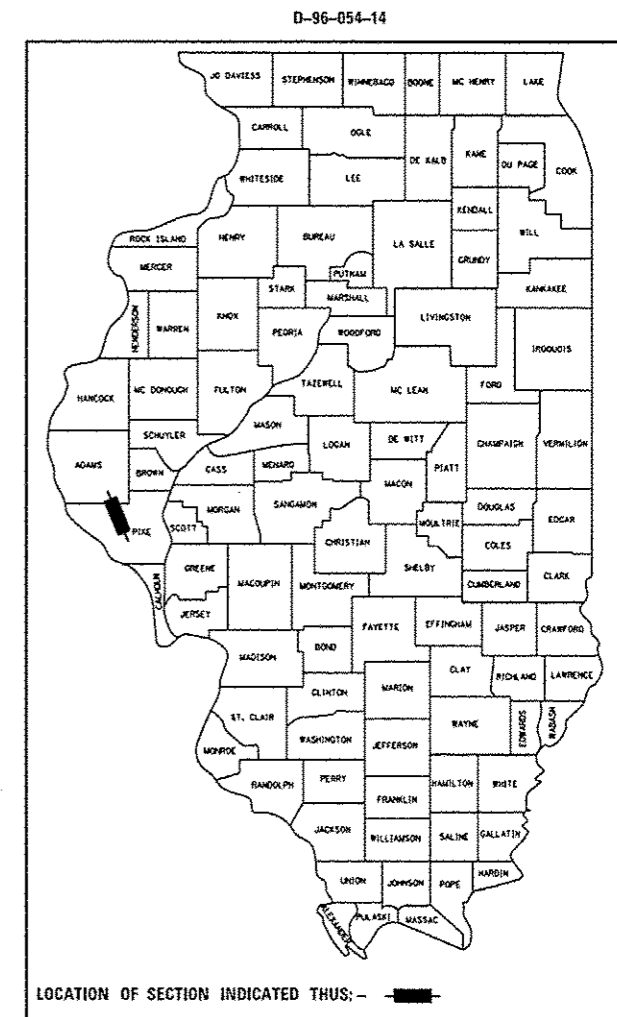 D-96-054-14
JO DAVIESS STEPHENSON WINNEBAGO BOONE MC HENRY LAKE
CARROLL OGLE
DE KALB KANE DU PAGE COOK
WHITESIDE LEE
KENDALL
ROCK ISLAND HENRY BUREAU LA SALLE WILL
MERCER PUTNAM GRUNDY
STARK MARSHALL KANKAKEE
HENDERSON WARREN KNOX PEORIA WOODFORD LIVINGSTON IROQUOIS
HANCOCK MC DONOUGH FULTON TAZEWELL MC LEAN FORD
SCHUYLER MASON
ADAMS BROWN CASS MENARD LOGAN DE WITT PIATT CHAMPAIGN VERMILION
MACON
PIKE SCOTT MORGAN SANGAMON MOULTRIE DOUGLAS EDGAR
CHRISTIAN COLES
CALHOUN GREENE MACOUPIN MONTGOMERY SHELBY CUMBERLAND CLARK
JERSEY
FAYETTE EFFINGHAM JASPER CRAWFORD
MADISON BOND
CLAY RICHLAND LAWRENCE
CLINTON MARION
ST. CLAIR WAYNE EDWARDS WABASH
WASHINGTON JEFFERSON
MONROE
RANDOLPH PERRY HAMILTON WHITE
FRANKLIN
JACKSON WILLIAMSON SALINE GALLATIN
UNION JOHNSON POPE HARDIN
ALEXANDER PULASKI MASSAC
LOCATION OF SECTION INDICATED THUS; -